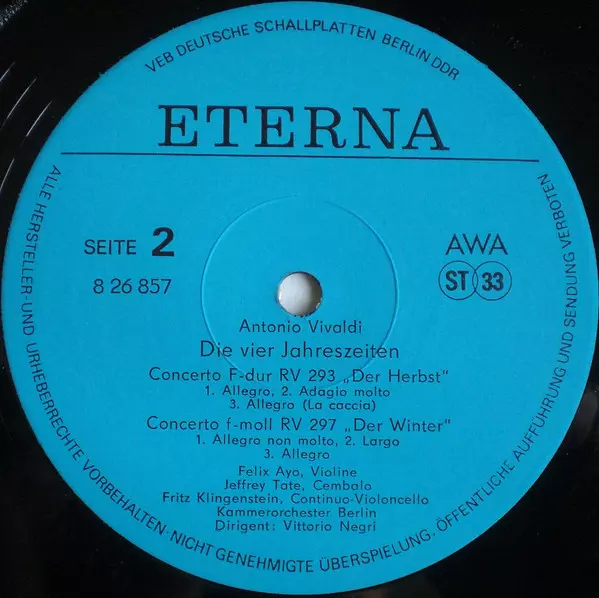 VEB DEUTSCHE SCHALLPLATTEN BERLIN DDR
ETERNA
SEITE 2
8 26 857
AWA
ST 33
Antonio Vivaldi
Die vier Jahreszeiten
Concerto F-dur RV 293 „Der Herbst“
1. Allegro, 2. Adagio molto
3. Allegro (La caccia)
Concerto f-moll RV 297 „Der Winter“
1. Allegro non molto, 2. Largo
3. Allegro
Felix Ayo, Violine
Jeffrey Tate, Cembalo
Fritz Klingenstein, Continuo-Violoncello
Kammerorchester Berlin
Dirigent: Vittorio Negri
ALLE HERSTELLER- UND URHEBERRECHTE VORBEHALTEN · NICHT GENEHMIGTE ÜBERSPIELUNG, ÖFFENTLICHE AUFFÜHRUNG UND SENDUNG VERBOTEN